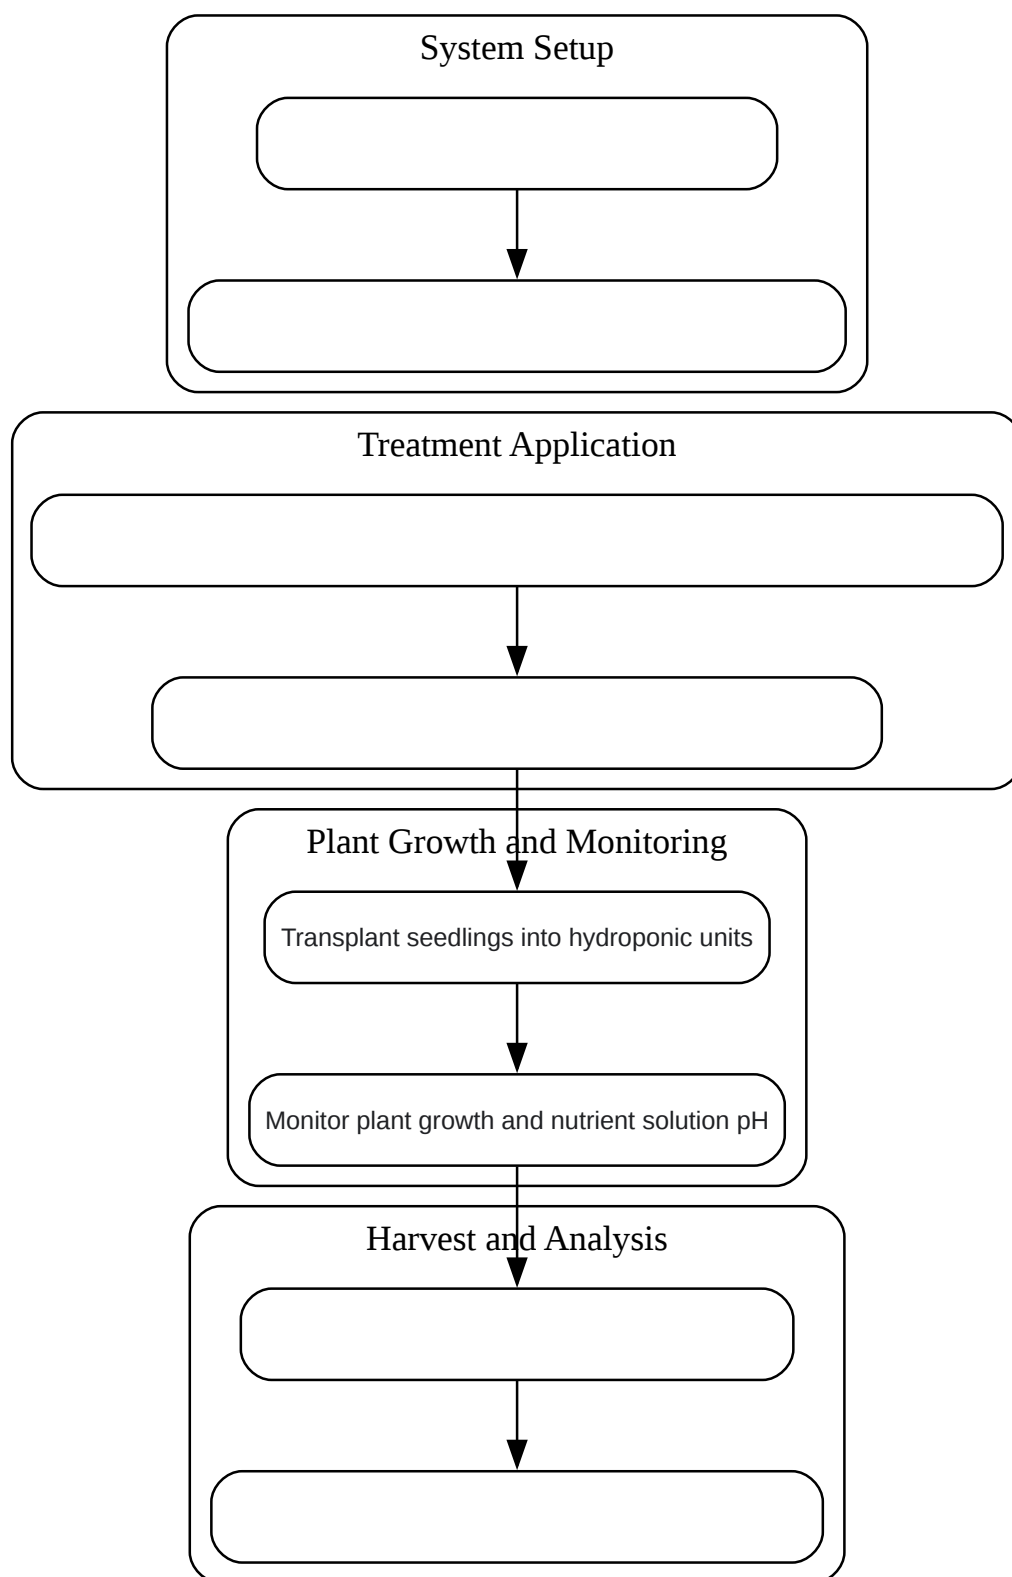 System Setup
Treatment Application
Plant Growth and Monitoring
Transplant seedlings into hydroponic units
Monitor plant growth and nutrient solution pH
Harvest and Analysis